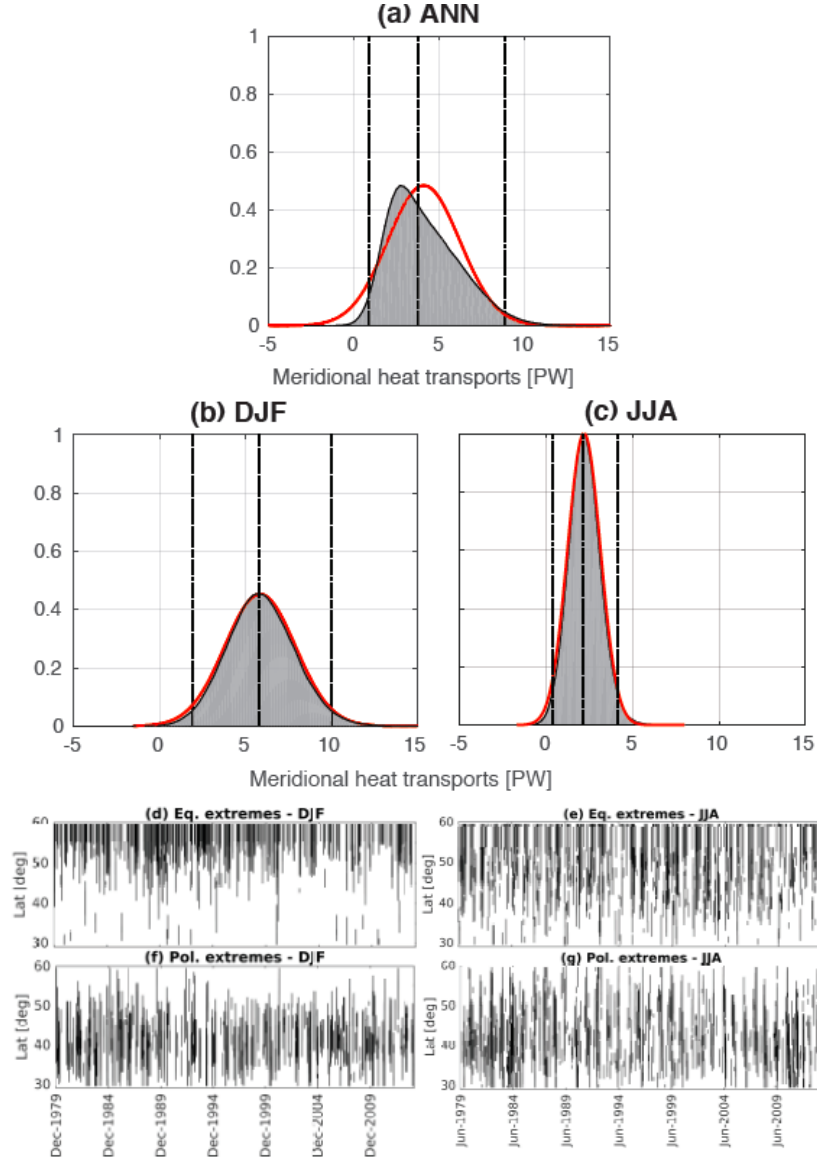 (a) ANN
1
0.8
0.6
0.4
0.2
0
-5 0 5 10 15
Meridional heat transports [PW]
(b) DJF
(c) JJA
1
0.8
0.6
0.4
0.2
0
-5 0 5 10 15
-5 0 5 10 15
Meridional heat transports [PW]
(d) Eq. extremes - DJF
(e) Eq. extremes - JJA
60
50
40
30
Lat [deg]
60
50
40
30
Lat [deg]
(f) Pol. extremes - DJF
(g) Pol. extremes - JJA
60
50
40
30
Lat [deg]
60
50
40
30
Lat [deg]
Dec-1979
Dec-1984
Dec-1989
Dec-1994
Dec-1999
Dec-2004
Dec-2009
Jun-1979
Jun-1984
Jun-1989
Jun-1994
Jun-1999
Jun-2004
Jun-2009